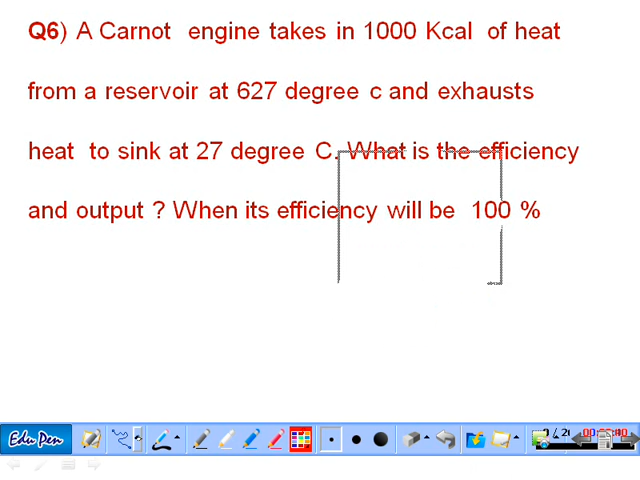 Q6) A Carnot engine takes in 1000 Kcal of heat
from a reservoir at 627 degree c and exhausts
heat to sink at 27 degree C. What is the efficiency
and output ? When its efficiency will be 100 %
Edu Pen